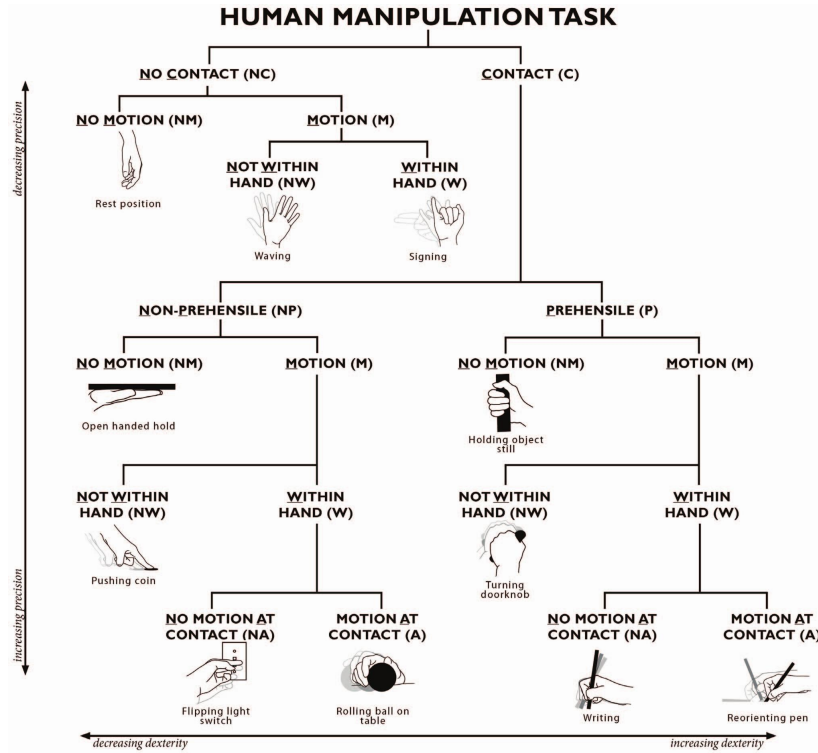 HUMAN MANIPULATION TASK
NO CONTACT (NC)
CONTACT (C)
decreasing precision
NO MOTION (NM)
MOTION (M)
Rest position
NOT WITHIN
HAND (NW)
WITHIN
HAND (W)
Waving
Signing
NON-PREHENSILE (NP)
PREHENSILE (P)
NO MOTION (NM)
MOTION (M)
NO MOTION (NM)
MOTION (M)
Open handed hold
Holding object
still
NOT WITHIN
HAND (NW)
WITHIN
HAND (W)
NOT WITHIN
HAND (NW)
WITHIN
HAND (W)
Pushing coin
Turning
doorknob
increasing precision
NO MOTION AT
CONTACT (NA)
MOTION AT
CONTACT (A)
NO MOTION AT
CONTACT (NA)
MOTION AT
CONTACT (A)
Flipping light
switch
Rolling ball on
table
Writing
Reorienting pen
decreasing dexterity
increasing dexterity